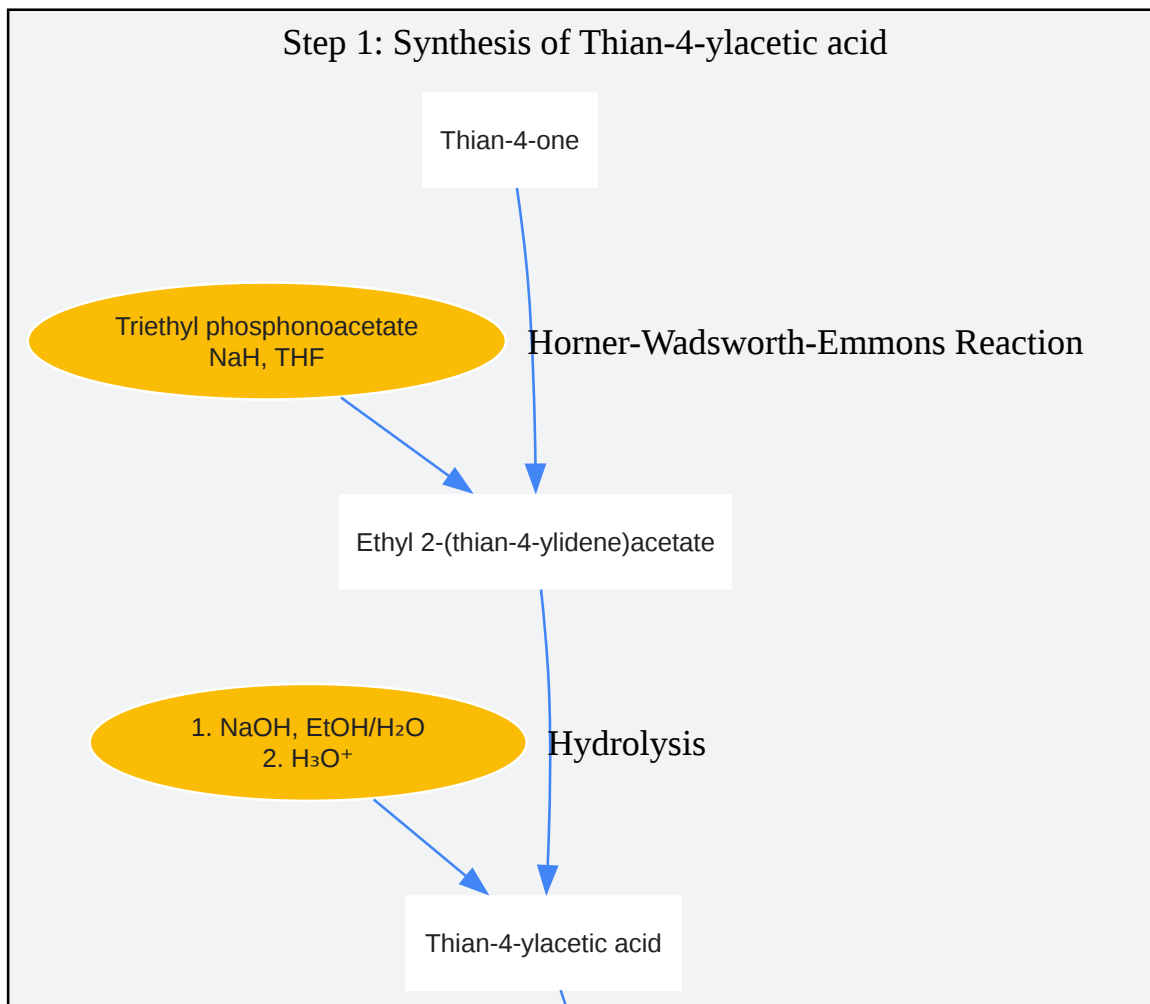 Step 1: Synthesis of Thian-4-ylacetic acid
Thian-4-one
Triethyl phosphonoacetate
NaH, THF
Horner-Wadsworth-Emmons Reaction
Ethyl 2-(thian-4-ylidene)acetate
1. NaOH, EtOH/H₂O
2. H₃O⁺
Hydrolysis
Thian-4-ylacetic acid